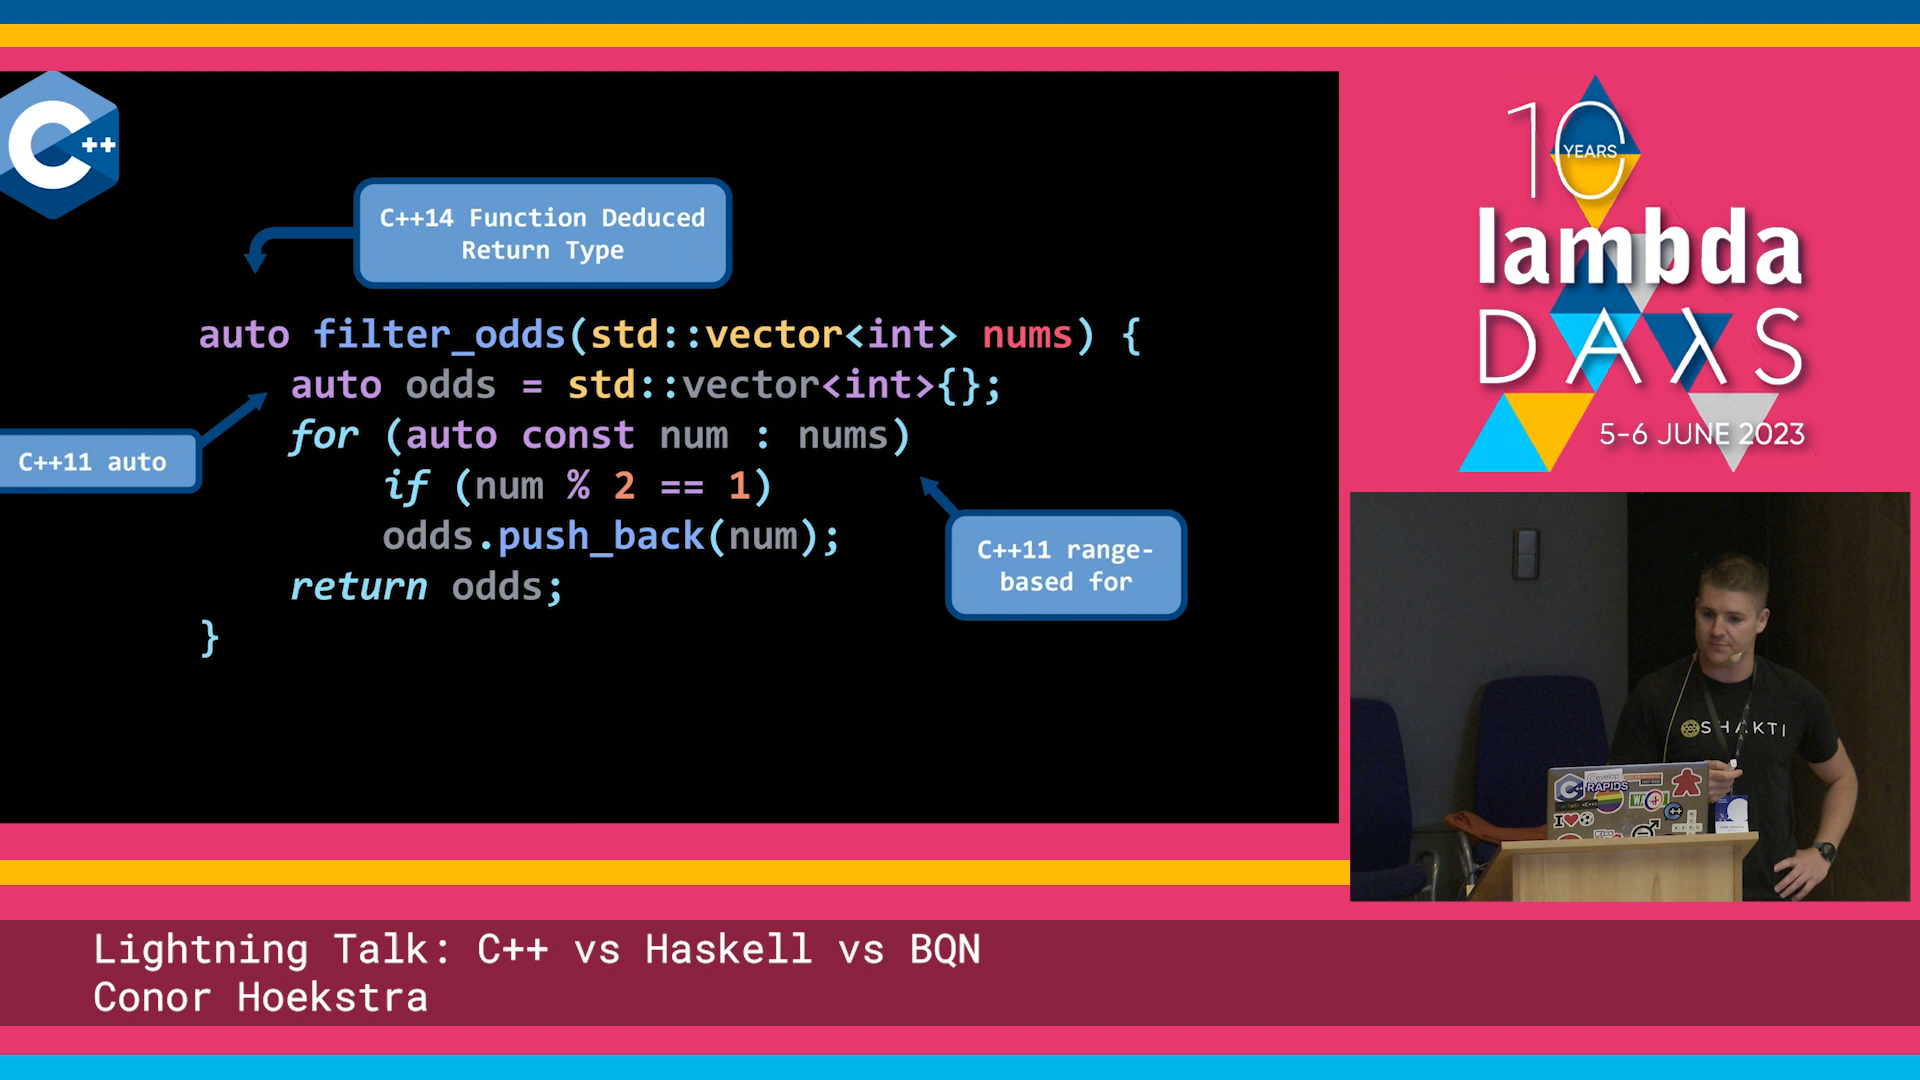 C++
C++14 Function Deduced
Return Type
auto filter_odds(std::vector<int> nums) {
auto odds = std::vector<int>{};
for (auto const num : nums)
if (num % 2 == 1)
odds.push_back(num);
return odds;
}
C++11 auto
C++11 range-
based for
10
YEARS
lambda
DAλS
5-6 JUNE 2023
SHAKTI
RAPIDS
Lightning Talk: C++ vs Haskell vs BQN
Conor Hoekstra